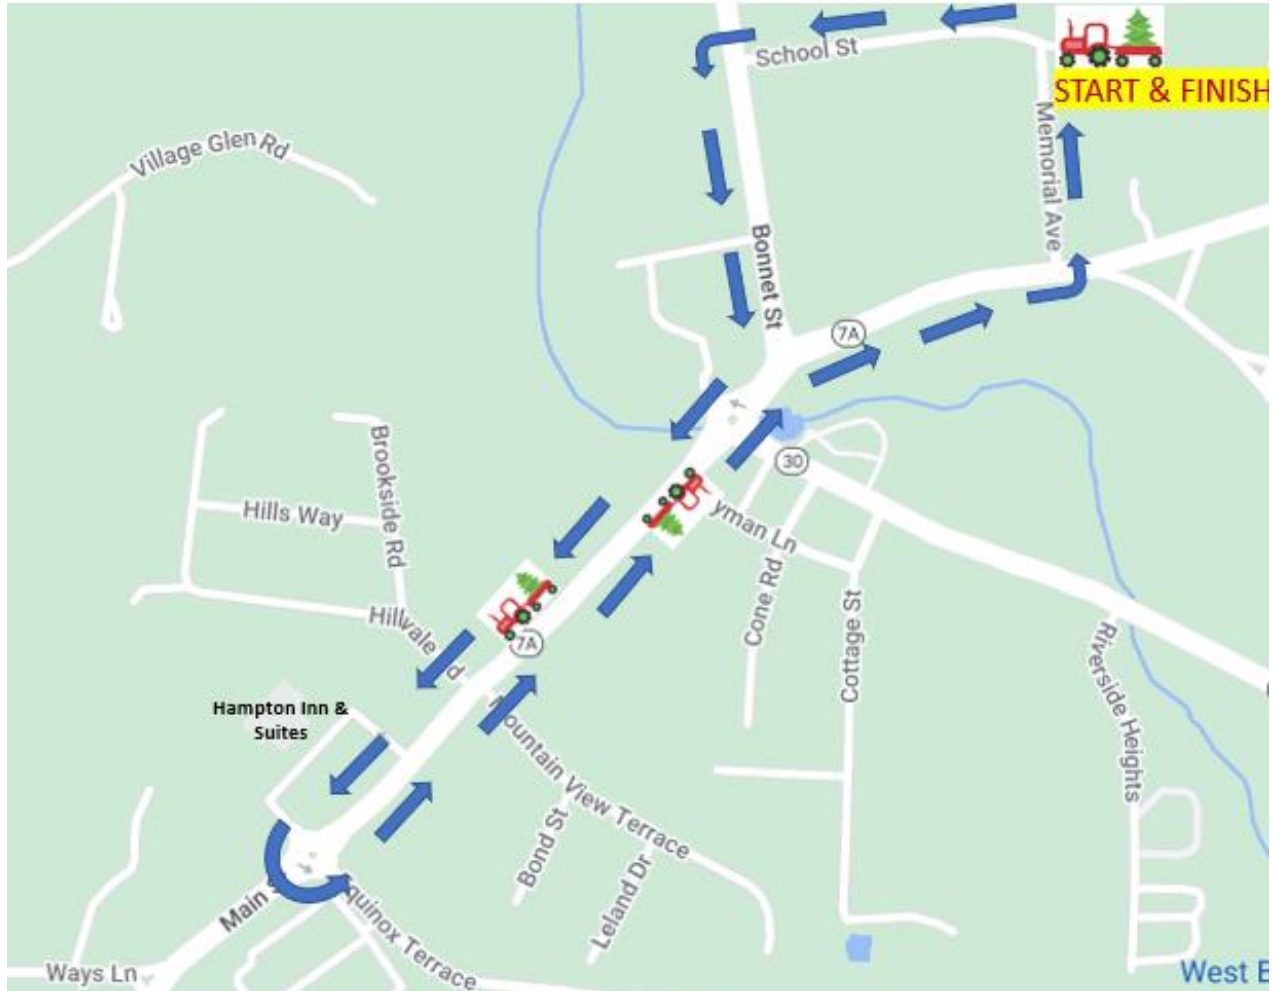 School St
START & FINISH
Village Glen Rd
Memorial Ave
Bonnet St
7A
Brookside Rd
30
Hills Way
yman Ln
Cone Rd
Hillvale
7A
Cottage St
Riverside Heights
Hampton Inn &
Suites
Mountain View Terrace
Bond St
Leland Dr
Main
quinox Terrace
Ways Ln
West